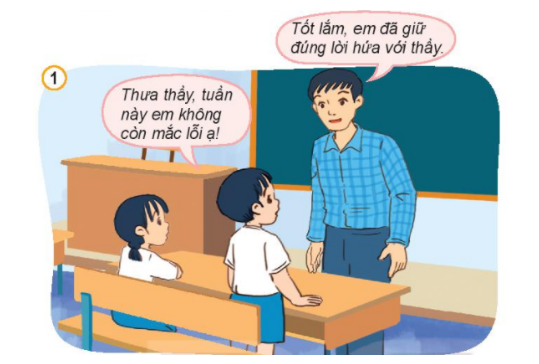 1
Thưa thầy, tuần
này em không
còn mắc lỗi ạ!
Tốt lắm, em đã giữ
đúng lời hứa với thầy.